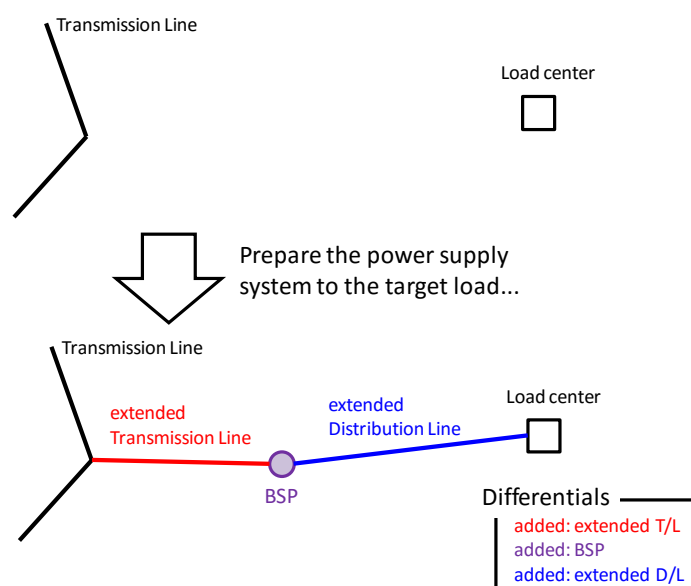 Transmission Line
Load center
Prepare the power supply
system to the target load...
Transmission Line
extended
Transmission Line
extended
Distribution Line
Load center
BSP
Differentials
added: extended T/L
added: BSP
added: extended D/L